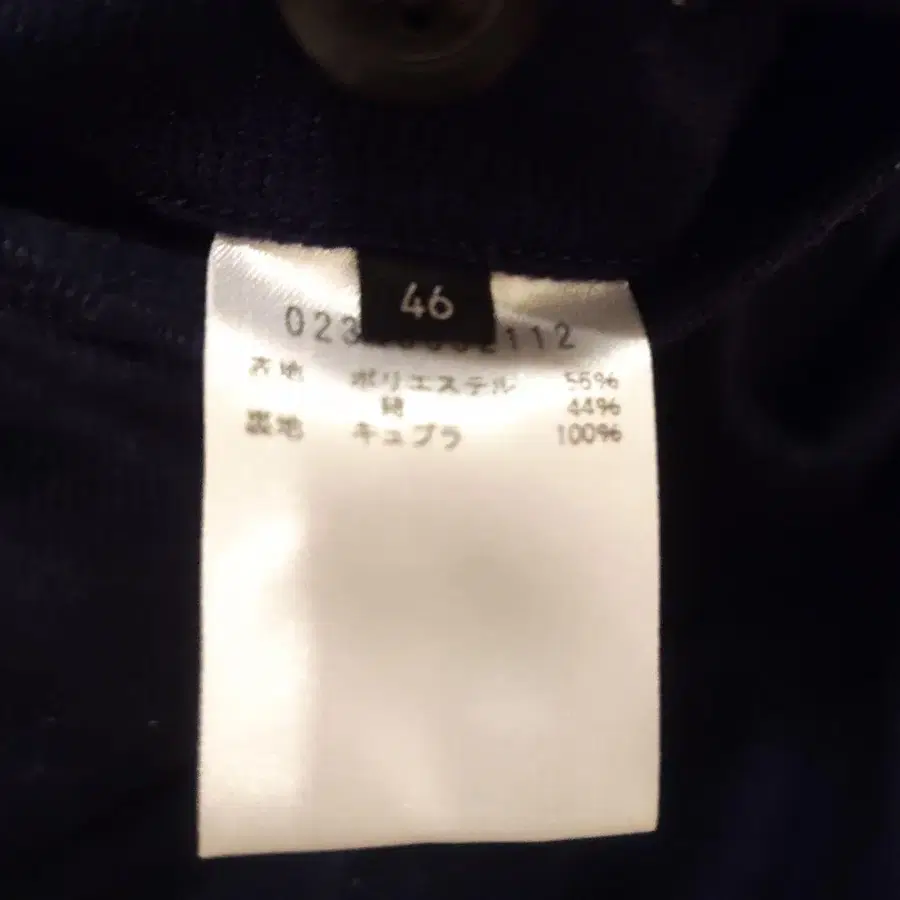 46
表地 ポリエステル 56%
綿 44%
裏地 キュプラ 100%